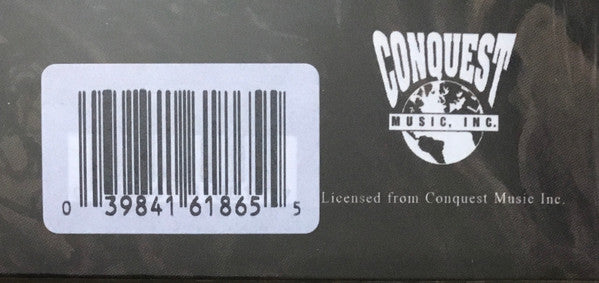 CONQUEST
MUSIC, INC.
0 39841 61865 5
Licensed from Conquest Music Inc.